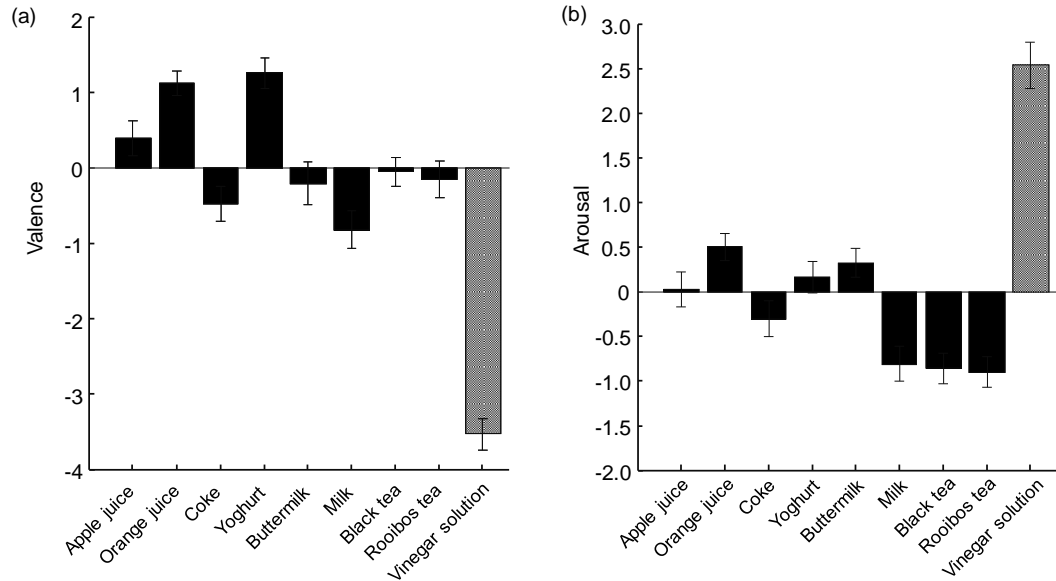 (a)
2
1
0
-1
-2
-3
-4
Valence
Apple juice
Orange juice
Coke
Yoghurt
Buttermilk
Milk
Black tea
Rooibos tea
Vinegar solution
(b)
3.0
2.5
2.0
1.5
1.0
0.5
0
-0.5
-1.0
-1.5
-2.0
Arousal
Apple juice
Orange juice
Coke
Yoghurt
Buttermilk
Milk
Black tea
Rooibos tea
Vinegar solution